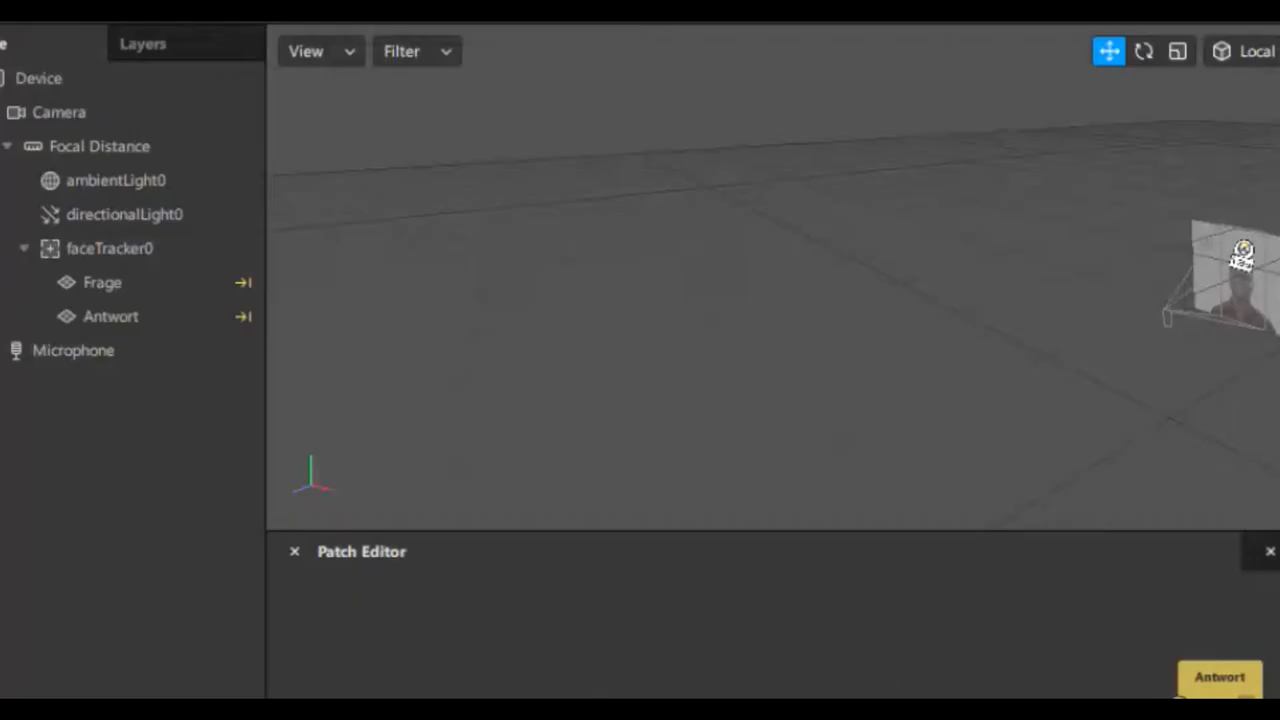 Layers
View
Filter
Local
Device
Camera
Focal Distance
ambientLight0
directionalLight0
faceTracker0
Frage
Antwort
Microphone
Patch Editor
Antwort